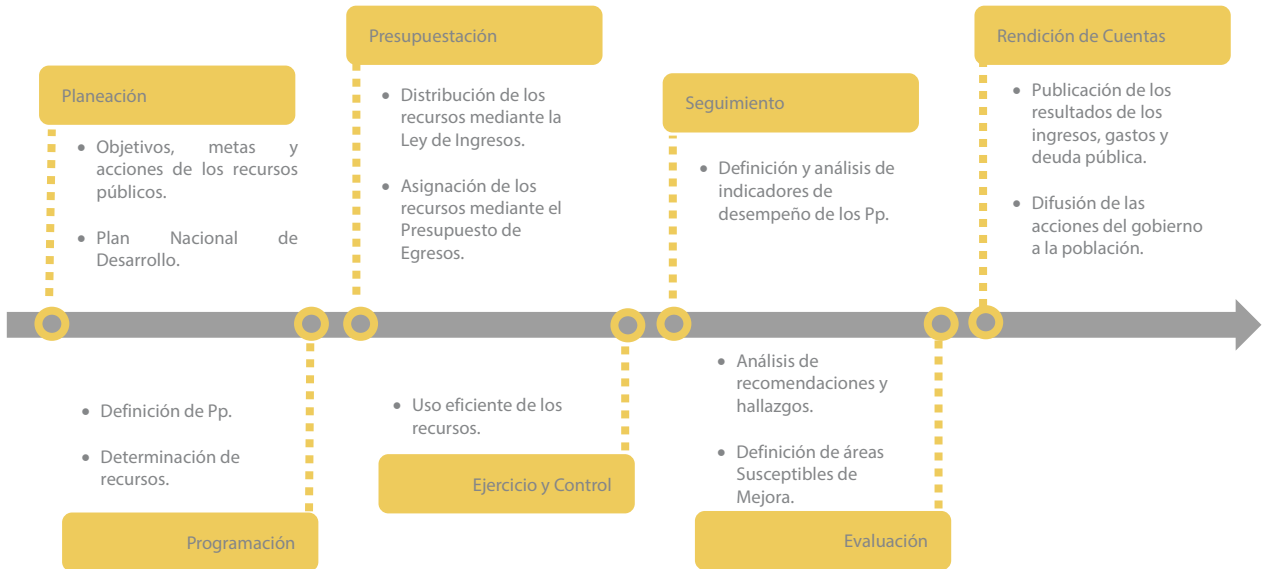 Planeación
• Objetivos, metas y
acciones de los recursos
públicos.
• Plan Nacional de
Desarrollo.
• Definición de Pp.
• Determinación de
recursos.
Programación
Presupuestación
• Distribución de los
recursos mediante la
Ley de Ingresos.
• Asignación de los
recursos mediante el
Presupuesto de
Egresos.
• Uso eficiente de los
recursos.
Ejercicio y Control
Seguimiento
• Definición y análisis de
indicadores de
desempeño de los Pp.
• Análisis de
recomendaciones y
hallazgos.
• Definición de áreas
Susceptibles de
Mejora.
Evaluación
Rendición de Cuentas
• Publicación de los
resultados de los
ingresos, gastos y
deuda pública.
• Difusión de las
acciones del gobierno
a la población.